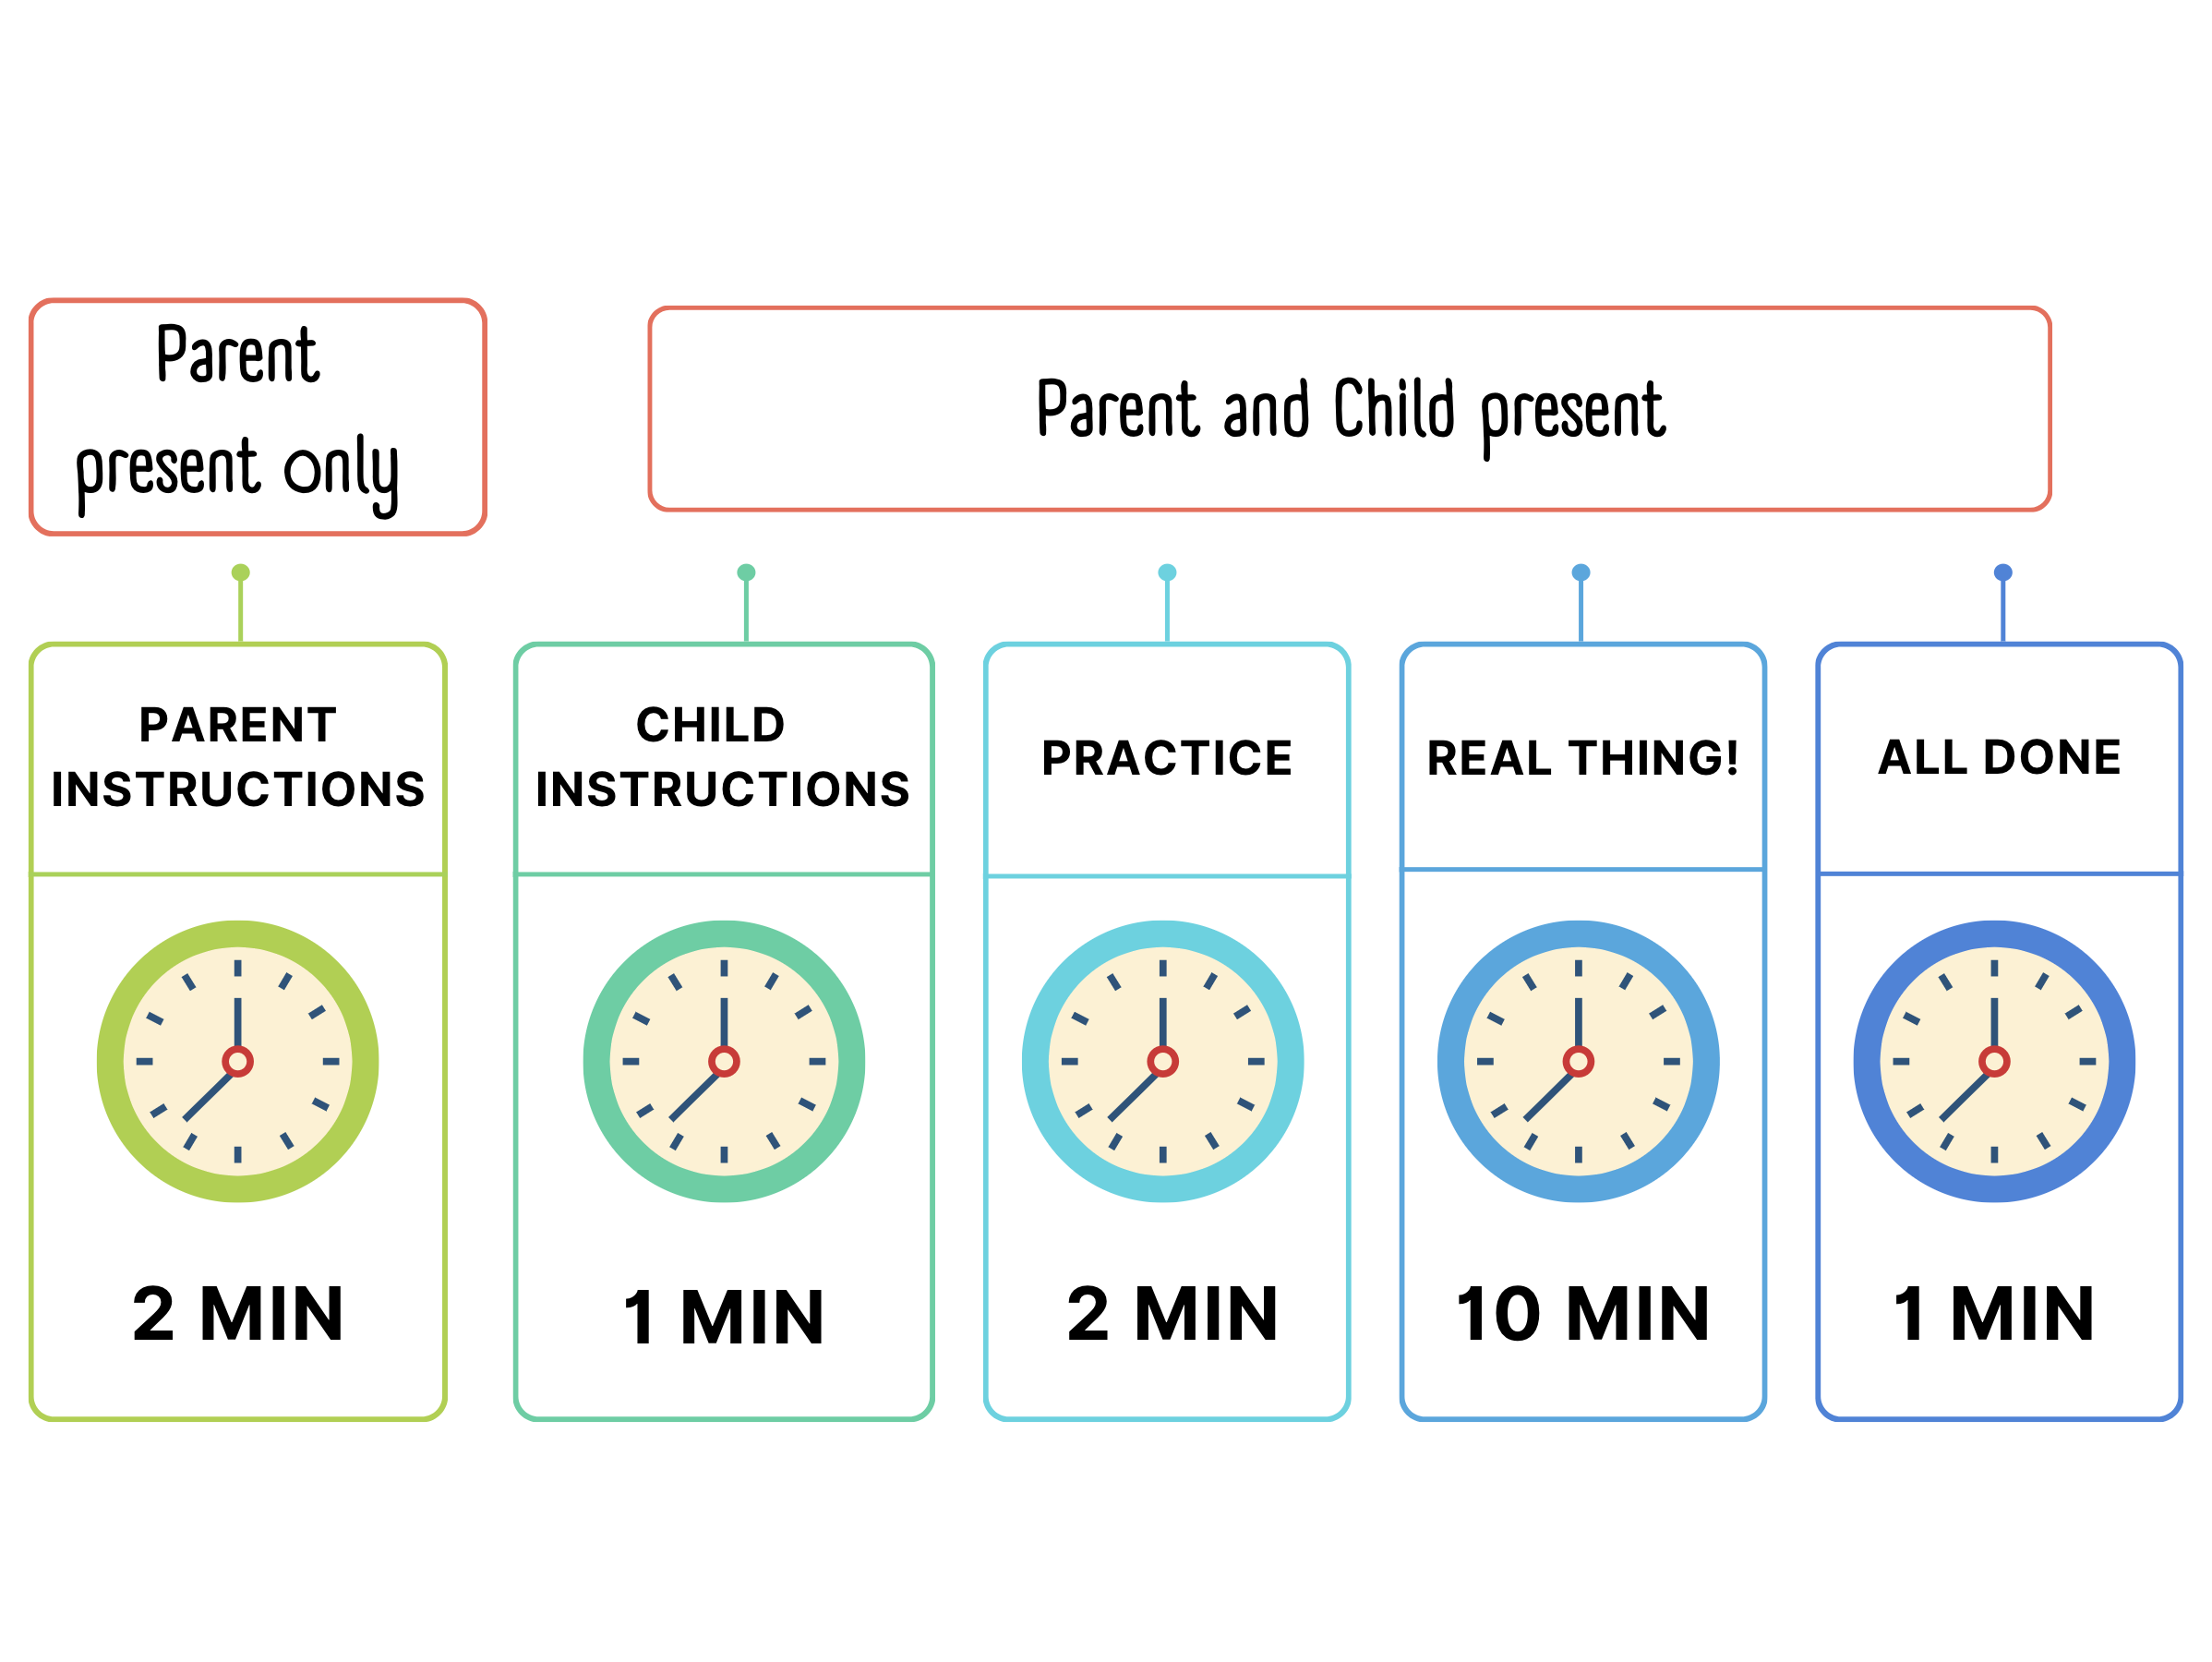 Parent
present only
Parent and Child present
PARENT
INSTRUCTIONS
CHILD
INSTRUCTIONS
PRACTICE
REAL THING!
ALL DONE
2 MIN
1 MIN
2 MIN
10 MIN
1 MIN